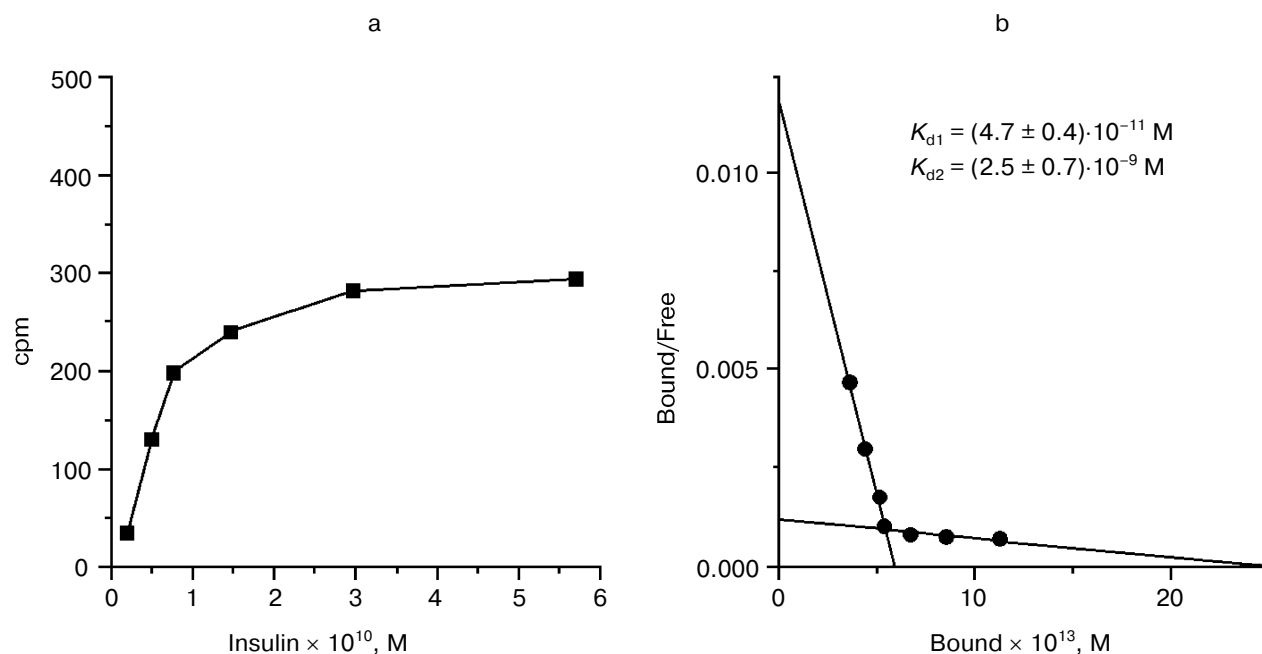 a
500
400
300
200
100
0
cpm
0 1 2 3 4 5 6
Insulin × 10¹⁰, M
b
K_d1 = (4.7 ± 0.4)·10⁻¹¹ M
K_d2 = (2.5 ± 0.7)·10⁻⁹ M
0.010
0.005
0.000
Bound/Free
0 10 20
Bound × 10¹³, M